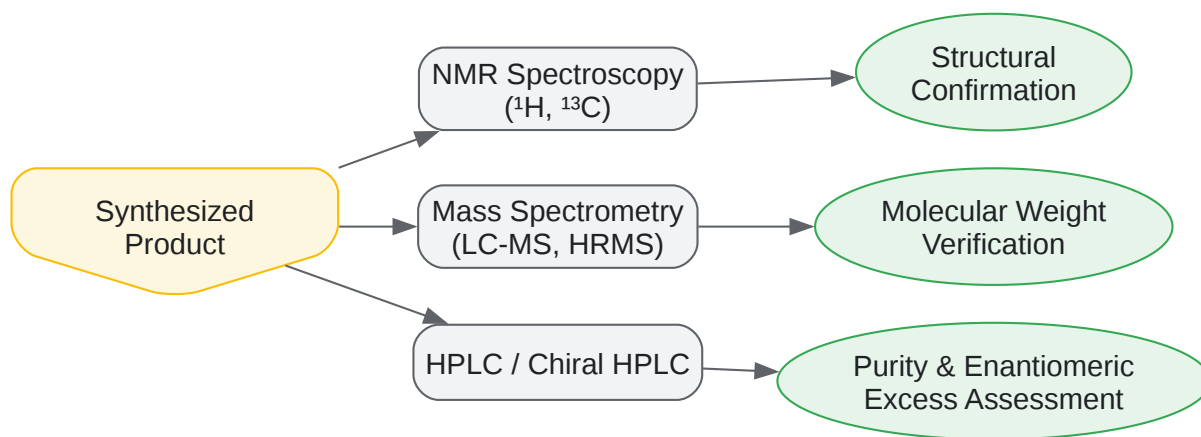 NMR Spectroscopy
(¹H, ¹³C)
Structural
Confirmation
Synthesized
Product
Mass Spectrometry
(LC-MS, HRMS)
Molecular Weight
Verification
HPLC / Chiral HPLC
Purity & Enantiomeric
Excess Assessment